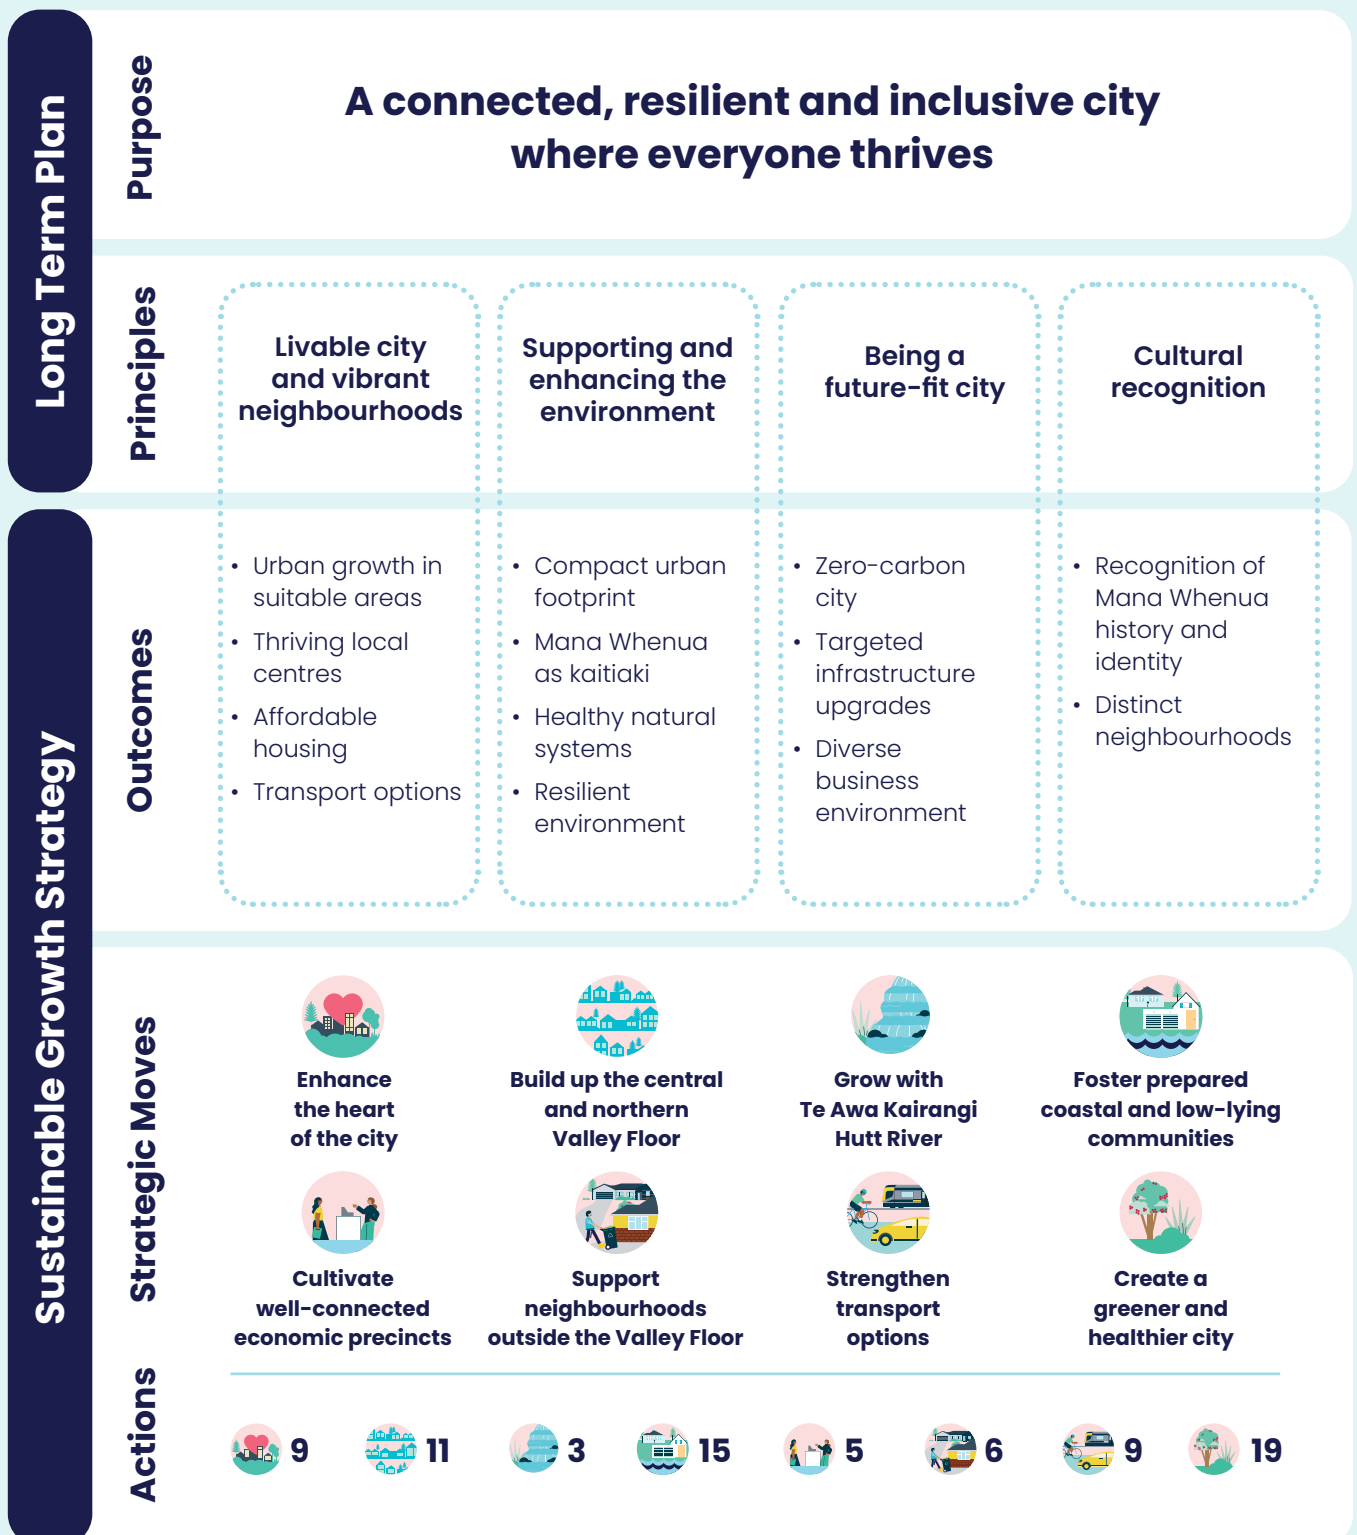 Long Term Plan
Purpose
A connected, resilient and inclusive city
where everyone thrives
Principles
Livable city
and vibrant
neighbourhoods
Supporting and
enhancing the
environment
Being a
future-fit city
Cultural
recognition
Sustainable Growth Strategy
Outcomes
• Urban growth in
suitable areas
• Thriving local
centres
• Affordable
housing
• Transport options
• Compact urban
footprint
• Mana Whenua
as kaitiaki
• Healthy natural
systems
• Resilient
environment
• Zero-carbon
city
• Targeted
infrastructure
upgrades
• Diverse
business
environment
• Recognition of
Mana Whenua
history and
identity
• Distinct
neighbourhoods
Strategic Moves
Enhance
the heart
of the city
Build up the central
and northern
Valley Floor
Grow with
Te Awa Kairangi
Hutt River
Foster prepared
coastal and low-lying
communities
Cultivate
well-connected
economic precincts
Support
neighbourhoods
outside the Valley Floor
Strengthen
transport
options
Create a
greener and
healthier city
Actions
9
11
3
15
5
6
9
19